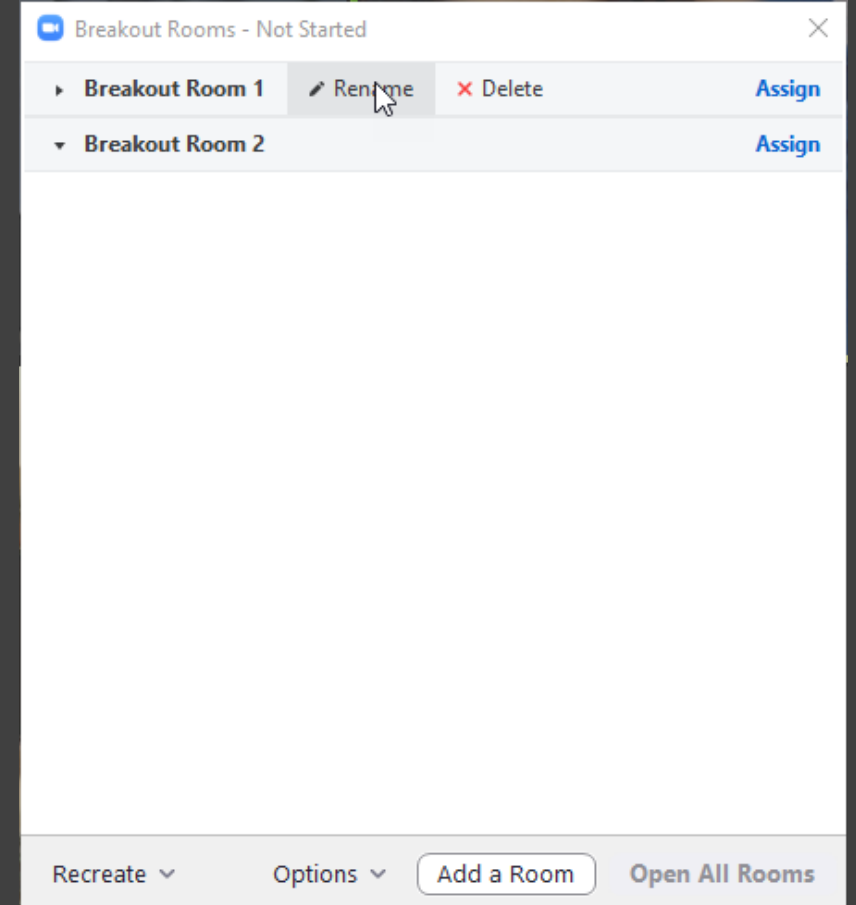 Breakout Rooms - Not Started
Breakout Room 1 Rename Delete Assign
Breakout Room 2 Assign
Recreate Options Add a Room Open All Rooms